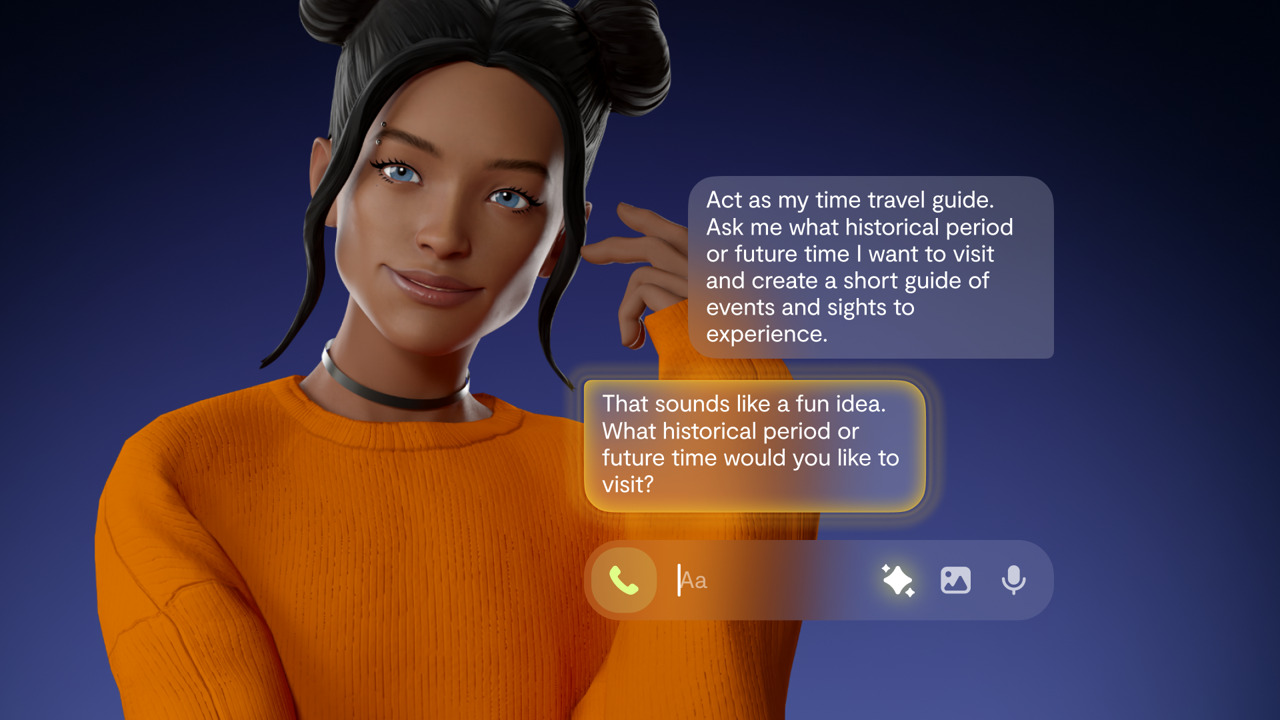 Act as my time travel guide.
Ask me what historical period
or future time I want to visit
and create a short guide of
events and sights to
experience.
That sounds like a fun idea.
What historical period or
future time would you like to
visit?
Aa